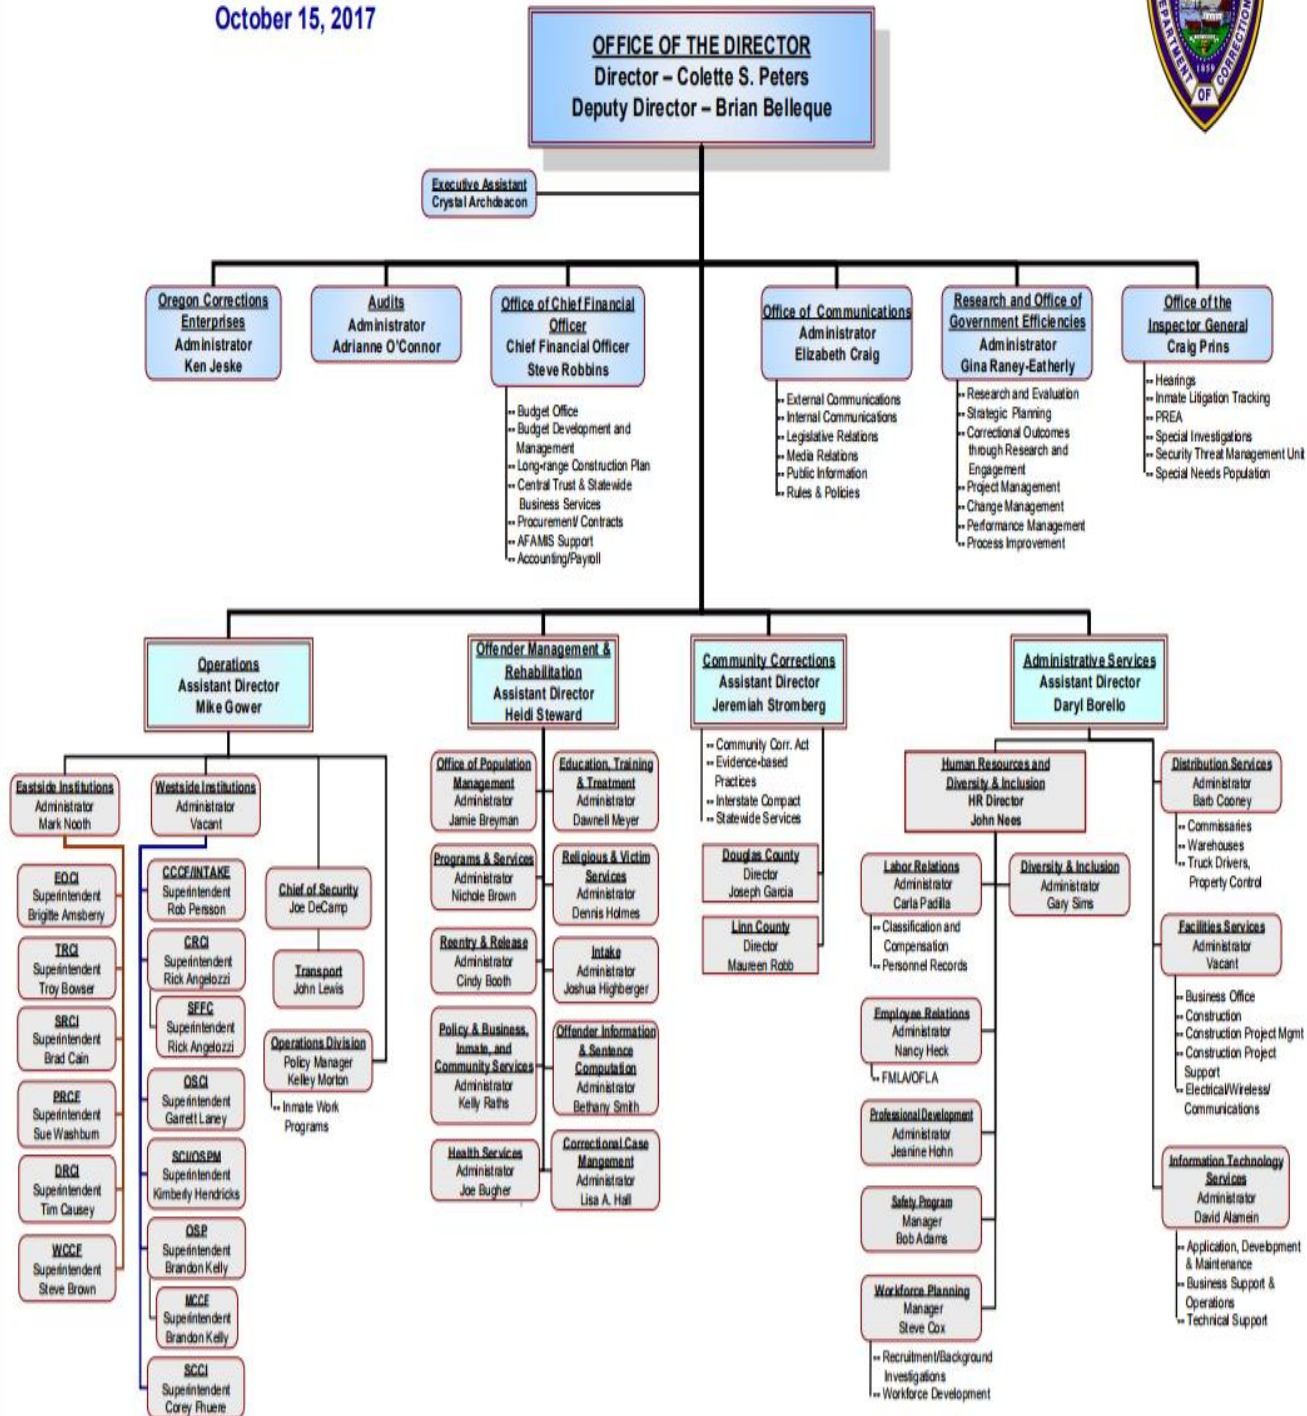 October 15, 2017
OFFICE OF THE DIRECTOR
Director – Colette S. Peters
Deputy Director – Brian Belleque
DEPARTMENT OF CORRECTIONS
1859
Executive Assistant
Crystal Archdeacon
Oregon Corrections
Enterprises
Administrator
Ken Jeske
Audits
Administrator
Adrianne O'Connor
Office of Chief Financial
Officer
Chief Financial Officer
Steve Robbins
-- Budget Office
-- Budget Development and
Management
-- Long-range Construction Plan
-- Central Trust & Statewide
Business Services
-- Procurement/ Contracts
-- AFAMIS Support
-- Accounting/Payroll
Office of Communications
Administrator
Elizabeth Craig
-- External Communications
-- Internal Communications
-- Legislative Relations
-- Media Relations
-- Public Information
-- Rules & Policies
Research and Office of
Government Efficiencies
Administrator
Gina Raney-Eatherly
-- Research and Evaluation
-- Strategic Planning
-- Correctional Outcomes
through Research and
Engagement
-- Project Management
-- Change Management
-- Performance Management
-- Process Improvement
Office of the
Inspector General
Craig Prins
-- Hearings
-- Inmate Litigation Tracking
-- PREA
-- Special Investigations
-- Security Threat Management Unit
-- Special Needs Population
Operations
Assistant Director
Mike Gower
Eastside Institutions
Administrator
Mark Nooth
EOCI
Superintendent
Brigitte Amsberry
TRCI
Superintendent
Troy Bowser
SRCI
Superintendent
Brad Cain
PRCF
Superintendent
Sue Washburn
DRCI
Superintendent
Tim Causey
WCCF
Superintendent
Steve Brown
Westside Institutions
Administrator
Vacant
CCCF/INTAKE
Superintendent
Rob Persson
CRCI
Superintendent
Rick Angelozzi
SFFC
Superintendent
Rick Angelozzi
OSCI
Superintendent
Garrett Laney
SCI/OSPM
Superintendent
Kimberly Hendricks
OSP
Superintendent
Brandon Kelly
MCCF
Superintendent
Brandon Kelly
SCCI
Superintendent
Corey Fhuere
Chief of Security
Joe DeCamp
Transport
John Lewis
Operations Division
Policy Manager
Kelley Morton
-- Inmate Work
Programs
Offender Management &
Rehabilitation
Assistant Director
Heidi Steward
Office of Population
Management
Administrator
Jamie Breyman
Education, Training
& Treatment
Administrator
Dawnell Meyer
Programs & Services
Administrator
Nichole Brown
Religious & Victim
Services
Administrator
Dennis Holmes
Reentry & Release
Administrator
Cindy Booth
Intake
Administrator
Joshua Highberger
Policy & Business,
Inmate, and
Community Services
Administrator
Kelly Raths
Offender Information
& Sentence
Computation
Administrator
Bethany Smith
Health Services
Administrator
Joe Bugher
Correctional Case
Mangement
Administrator
Lisa A. Hall
Community Corrections
Assistant Director
Jeremiah Stromberg
-- Community Corr. Act
-- Evidence-based
Practices
-- Interstate Compact
-- Statewide Services
Douglas County
Director
Joseph Garcia
Linn County
Director
Maureen Robb
Administrative Services
Assistant Director
Daryl Borello
Human Resources and
Diversity & Inclusion
HR Director
John Nees
Labor Relations
Administrator
Carla Padilla
-- Classification and
Compensation
-- Personnel Records
Diversity & Inclusion
Administrator
Gary Sims
Employee Relations
Administrator
Nancy Heck
-- FMLA/OFLA
Professional Development
Administrator
Jeanine Hohn
Safety Program
Manager
Bob Adams
Workforce Planning
Manager
Steve Cox
-- Recruitment/Background
Investigations
-- Workforce Development
Distribution Services
Administrator
Barb Cooney
-- Commissaries
-- Warehouses
-- Truck Drivers,
Property Control
Facilities Services
Administrator
Vacant
-- Business Office
-- Construction
-- Construction Project Mgmt
-- Construction Project
Support
-- Electrical/Wireless/
Communications
Information Technology
Services
Administrator
David Alamein
-- Application, Development
& Maintenance
-- Business Support &
Operations
-- Technical Support